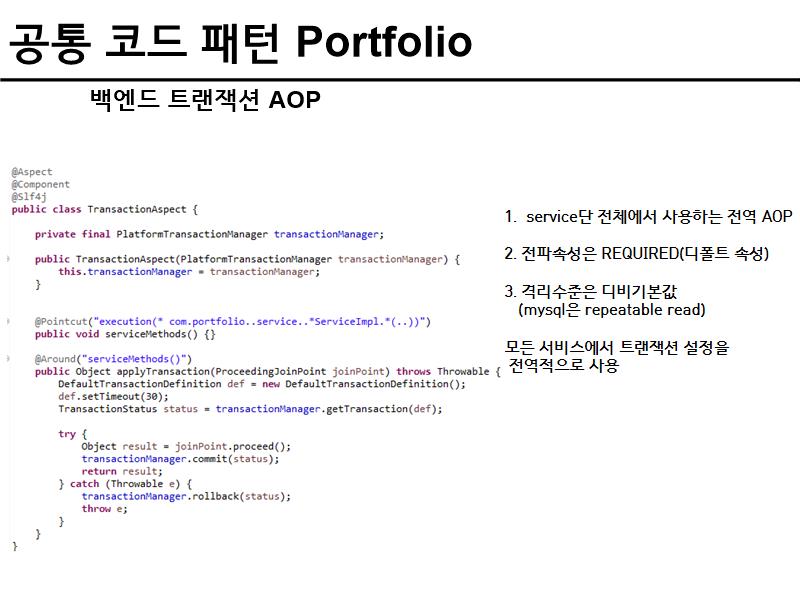 공통 코드 패턴 Portfolio
백엔드 트랜잭션 AOP
@Aspect
@Component
@Slf4j
public class TransactionAspect {
private final PlatformTransactionManager transactionManager;
public TransactionAspect(PlatformTransactionManager transactionManager) {
this.transactionManager = transactionManager;
}
@Pointcut("execution(* com.portfolio..service..*ServiceImpl.*(..))")
public void serviceMethods() {}
@Around("serviceMethods()")
public Object applyTransaction(ProceedingJoinPoint joinPoint) throws Throwable {
DefaultTransactionDefinition def = new DefaultTransactionDefinition();
def.setTimeout(30);
TransactionStatus status = transactionManager.getTransaction(def);
try {
Object result = joinPoint.proceed();
transactionManager.commit(status);
return result;
} catch (Throwable e) {
transactionManager.rollback(status);
throw e;
}
}
}
1. service단 전체에서 사용하는 전역 AOP
2. 전파속성은 REQUIRED(디폴트 속성)
3. 격리수준은 디비기본값
(mysql은 repeatable read)
모든 서비스에서 트랜잭션 설정을
전역적으로 사용